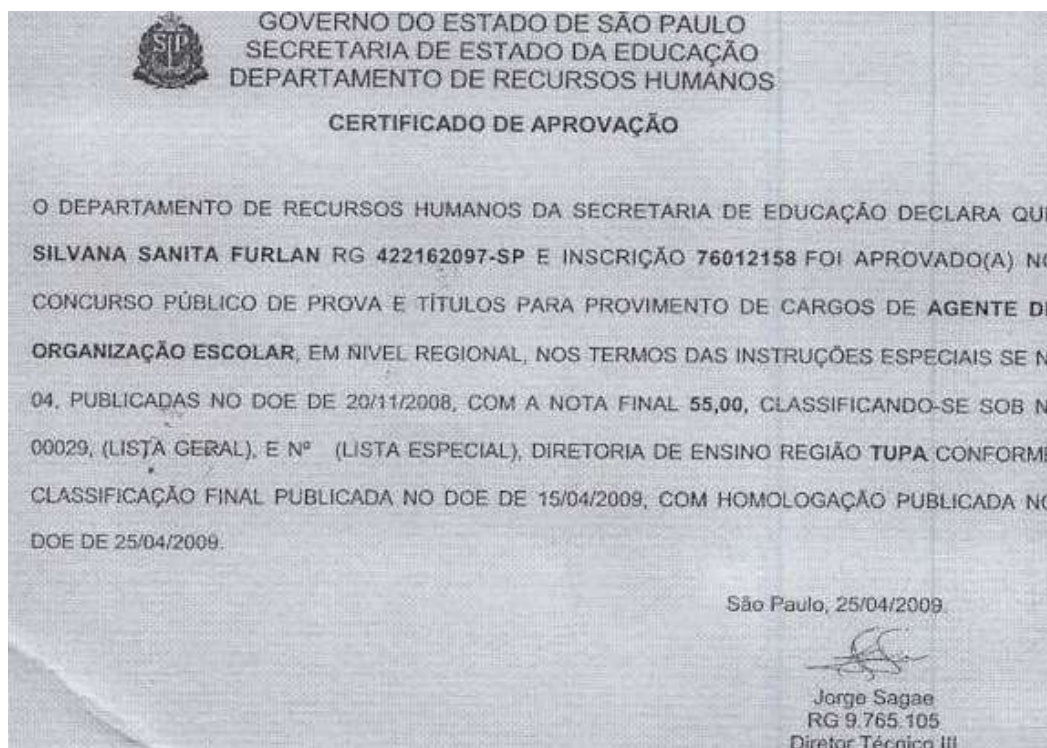 SP
GOVERNO DO ESTADO DE SÃO PAULO
SECRETARIA DE ESTADO DA EDUCAÇÃO
DEPARTAMENTO DE RECURSOS HUMANOS
CERTIFICADO DE APROVAÇÃO
O DEPARTAMENTO DE RECURSOS HUMANOS DA SECRETARIA DE EDUCAÇÃO DECLARA QUE
SILVANA SANITA FURLAN RG 422162097-SP E INSCRIÇÃO 76012158 FOI APROVADO(A) NO
CONCURSO PÚBLICO DE PROVA E TÍTULOS PARA PROVIMENTO DE CARGOS DE AGENTE DE
ORGANIZAÇÃO ESCOLAR, EM NIVEL REGIONAL, NOS TERMOS DAS INSTRUÇÕES ESPECIAIS SE N
04, PUBLICADAS NO DOE DE 20/11/2008, COM A NOTA FINAL 55,00, CLASSIFICANDO-SE SOB N
00029, (LISTA GERAL), E Nº (LISTA ESPECIAL), DIRETORIA DE ENSINO REGIÃO TUPA CONFORME
CLASSIFICAÇÃO FINAL PUBLICADA NO DOE DE 15/04/2009, COM HOMOLOGAÇÃO PUBLICADA NO
DOE DE 25/04/2009.
São Paulo, 25/04/2009.
Jorge Sagae
RG 9.765.105
Diretor Técnico III